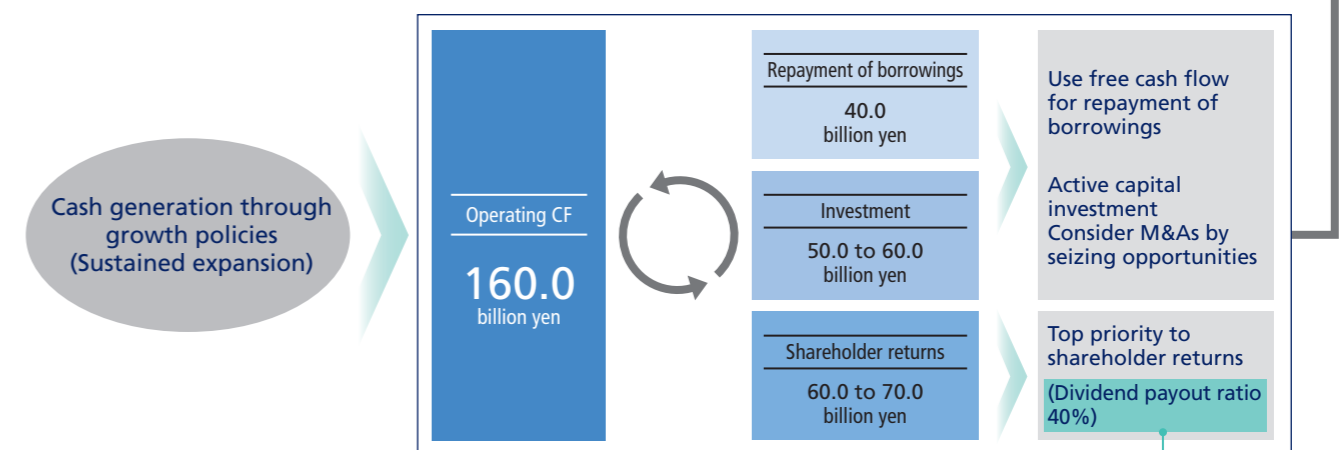 Cash generation through
growth policies
(Sustained expansion)
Operating CF
160.0
billion yen
Repayment of borrowings
40.0
billion yen
Investment
50.0 to 60.0
billion yen
Shareholder returns
60.0 to 70.0
billion yen
Use free cash flow
for repayment of
borrowings
Active capital
investment
Consider M&As by
seizing opportunities
Top priority to
shareholder returns
(Dividend payout ratio
40%)